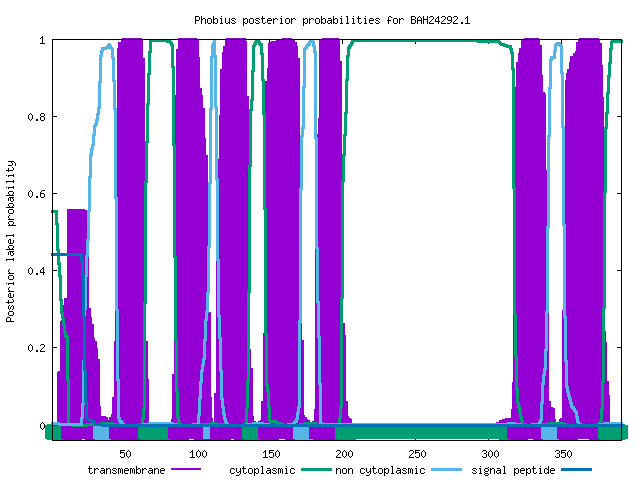 Phobius posterior probabilities for BAH24292.1
Posterior label probability
1
0.8
0.6
0.4
0.2
0
50 100 150 200 250 300 350
transmembrane cytoplasmic non cytoplasmic signal peptide